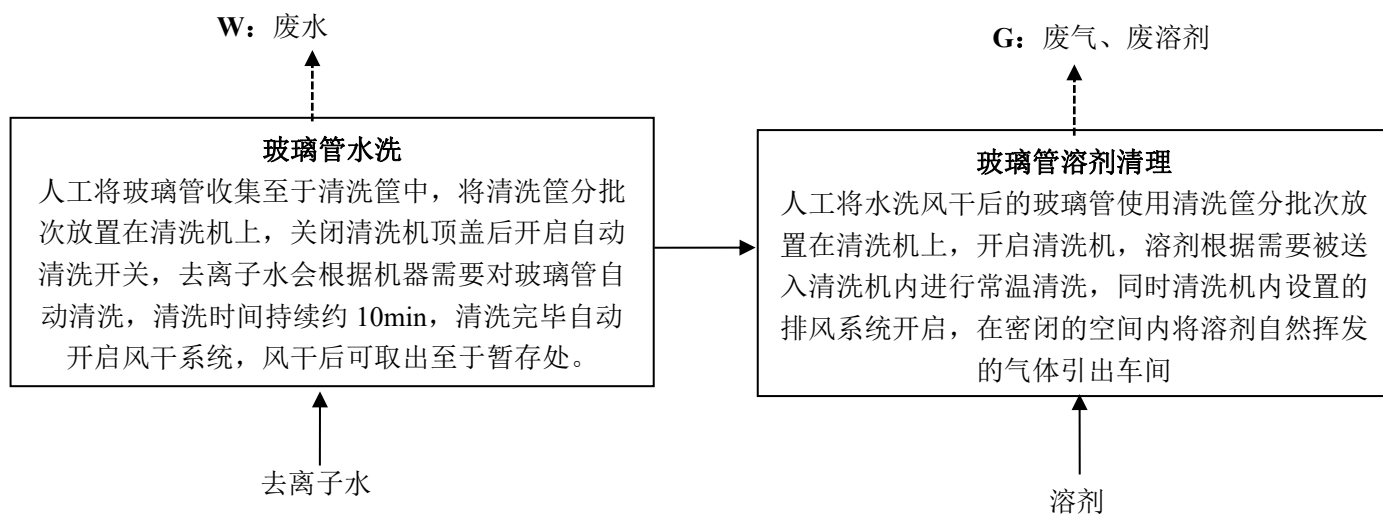 W：废水
G：废气、废溶剂
玻璃管水洗
人工将玻璃管收集至于清洗筐中，将清洗筐分批
次放置在清洗机上，关闭清洗机顶盖后开启自动
清洗开关，去离子水会根据机器需要对玻璃管自
动清洗，清洗时间持续约 10min，清洗完毕自动
开启风干系统，风干后可取出至于暂存处。
玻璃管溶剂清理
人工将水洗风干后的玻璃管使用清洗筐分批次放
置在清洗机上，开启清洗机，溶剂根据需要被送
入清洗机内进行常温清洗，同时清洗机内设置的
排风系统开启，在密闭的空间内将溶剂自然挥发
的气体引出车间
去离子水
溶剂